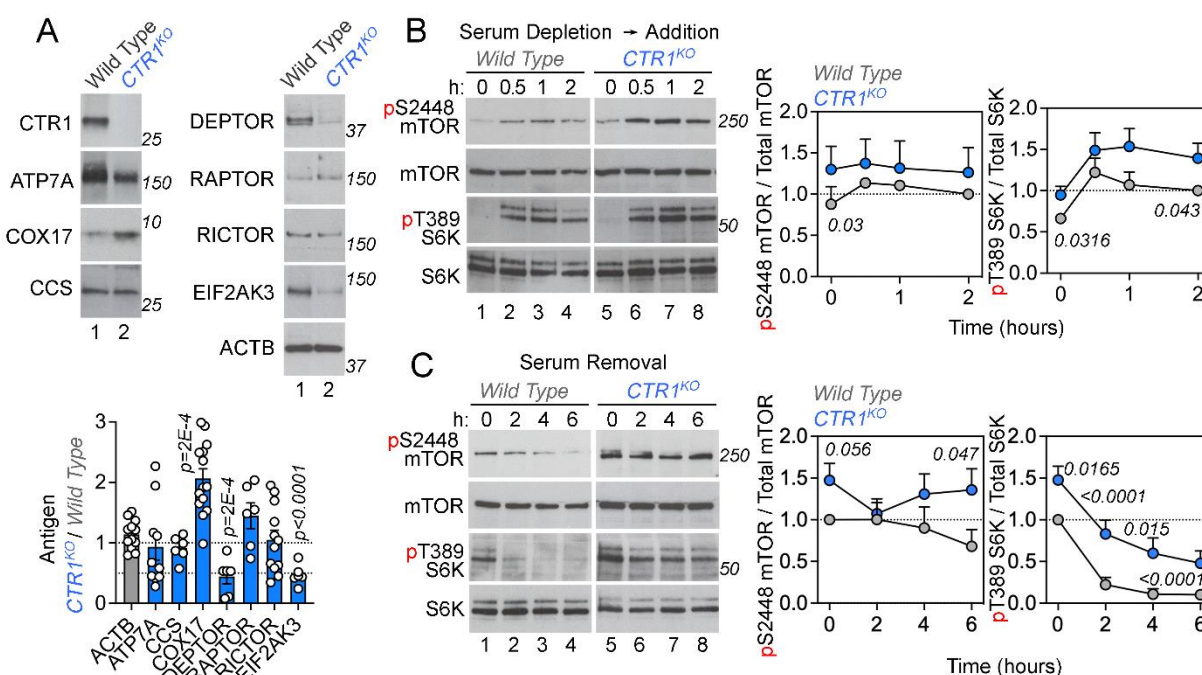 A
Wild Type
CTR1KO
CTR1
25
ATP7A
150
COX17
10
CCS
25
1 2
Wild Type
CTR1KO
DEPTOR
37
RAPTOR
150
RICTOR
150
EIF2AK3
150
ACTB
37
1 2
Antigen
CTR1KO / Wild Type
3
2
1
0
p=2E-4
p=2E-4
p<0.0001
ACTB
ATP7A
CCS
COX17
DEPTOR
RAPTOR
RICTOR
EIF2AK3
B
Serum Depletion → Addition
Wild Type CTR1KO
h: 0 0.5 1 2 0 0.5 1 2
pS2448
mTOR
250
mTOR
pT389
S6K
50
S6K
1 2 3 4 5 6 7 8
Wild Type
CTR1KO
pS2448 mTOR / Total mTOR
2.0
1.5
1.0
0.5
0.0
0.03
0 1 2
pT389 S6K / Total S6K
2.0
1.5
1.0
0.5
0.0
0.0316
0.043
0 1 2
Time (hours)
C
Serum Removal
Wild Type CTR1KO
h: 0 2 4 6 0 2 4 6
pS2448
mTOR
250
mTOR
pT389
S6K
50
S6K
1 2 3 4 5 6 7 8
Wild Type
CTR1KO
pS2448 mTOR / Total mTOR
2.0
1.5
1.0
0.5
0.0
0.056
0.047
0 2 4 6
pT389 S6K / Total S6K
2.0
1.5
1.0
0.5
0.0
0.0165
<0.0001
0.015
<0.0001
0 2 4 6
Time (hours)